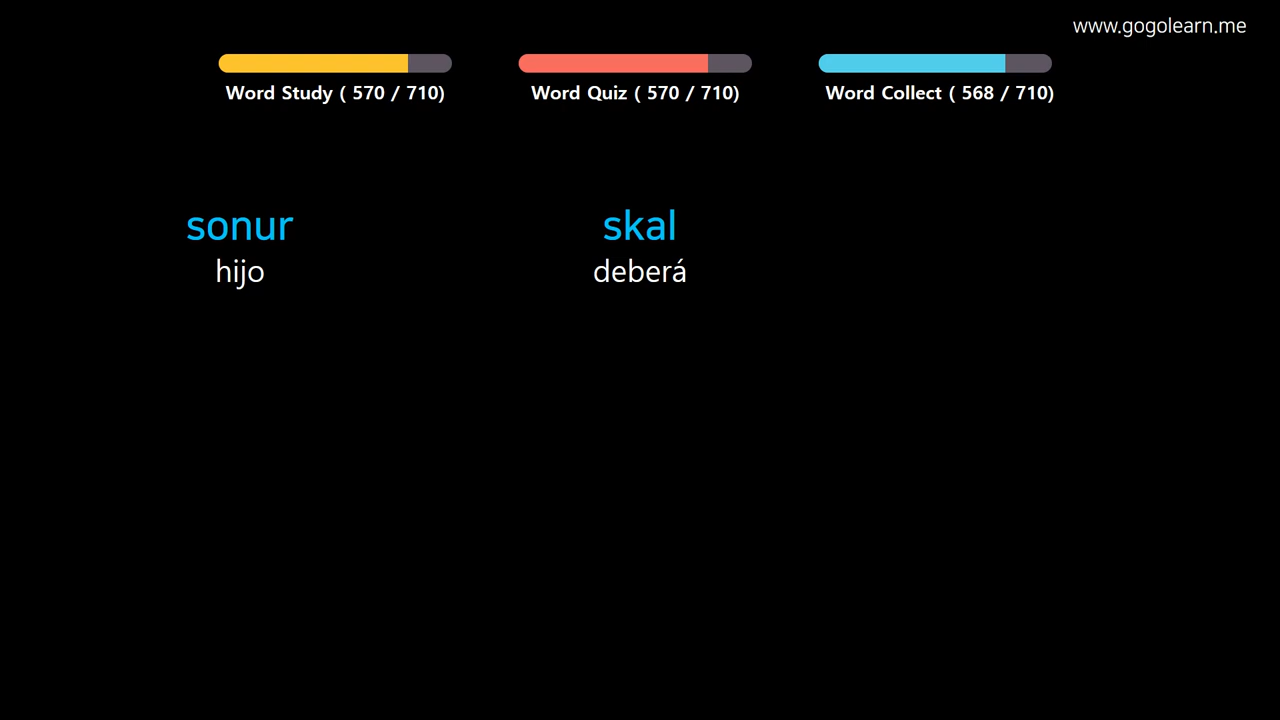 www.gogolearn.me
Word Study ( 570 / 710)
Word Quiz ( 570 / 710)
Word Collect ( 568 / 710)
sonur
hijo
skal
deberá